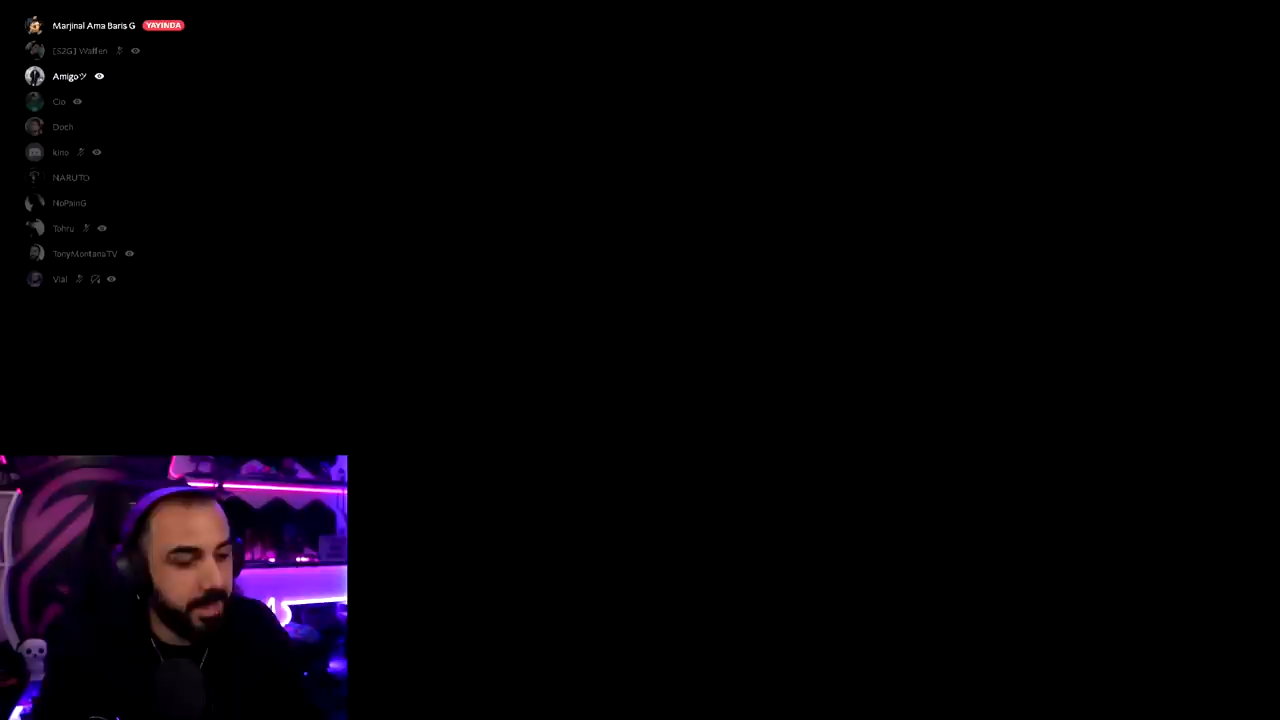 Marjinal Ama Baris G YAYINDA
[S2G] Watten
Amigoツ
Cio
Doch
kino
NARUTO
NoPainG
Tohru
TonyMontanaTV
Vial